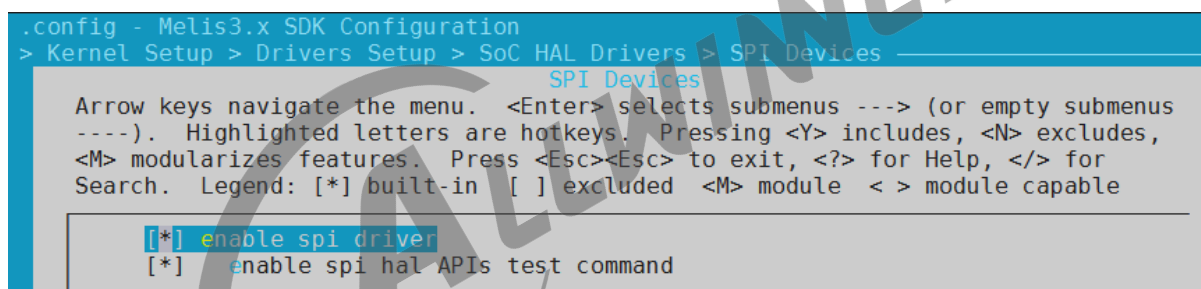 .config - Melis3.x SDK Configuration
> Kernel Setup > Drivers Setup > SoC HAL Drivers > SPI Devices
SPI Devices
Arrow keys navigate the menu.  <Enter> selects submenus ---> (or empty submenus
----).  Highlighted letters are hotkeys.  Pressing <Y> includes, <N> excludes,
<M> modularizes features.  Press <Esc><Esc> to exit, <?> for Help, </> for
Search.  Legend: [*] built-in  [ ] excluded  <M> module  < > module capable
[*] enable spi driver
[*]   enable spi hal APIs test command